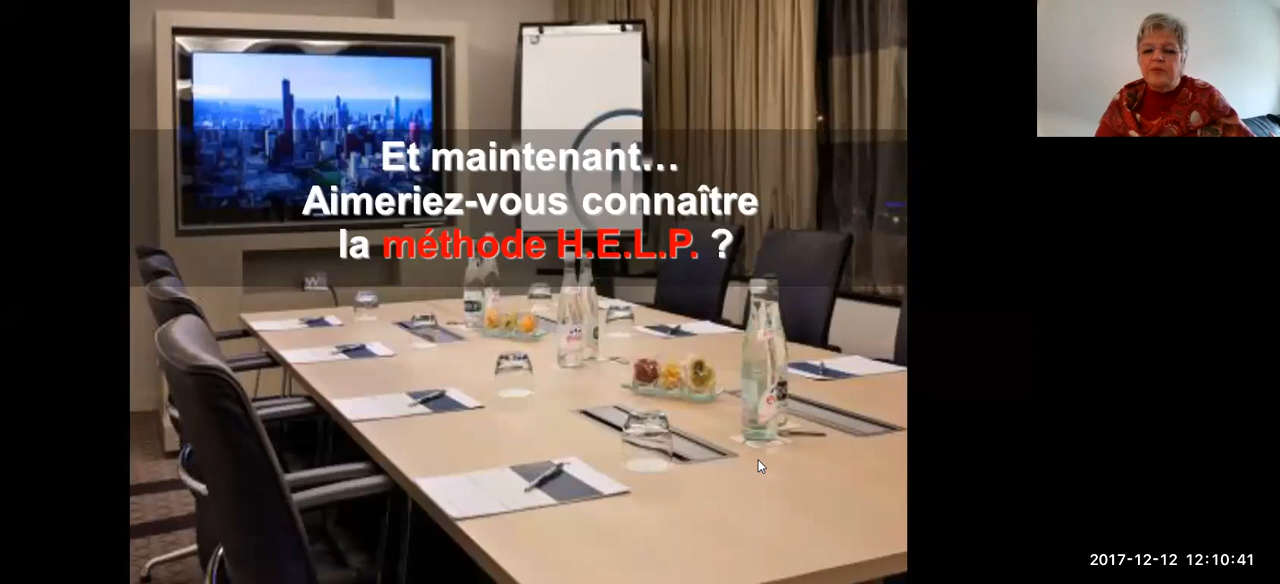 Et maintenant…
Aimeriez-vous connaître
la méthode H.E.L.P. ?
2017-12-12 12:10:41